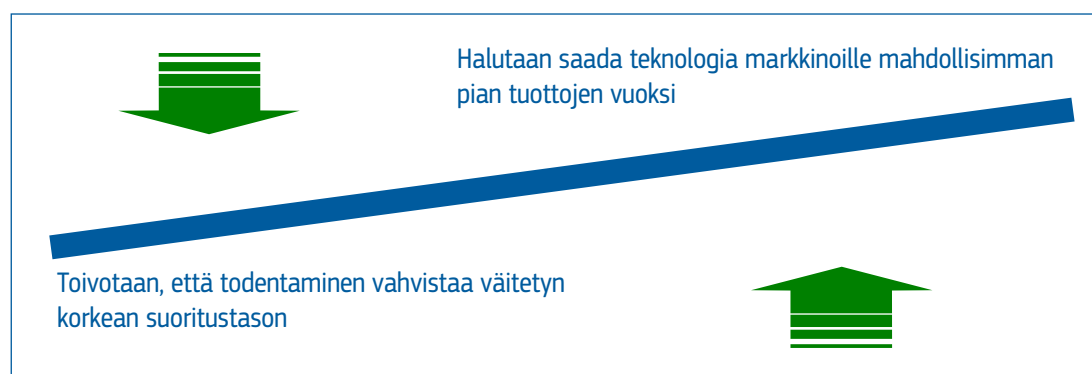 Halutaan saada teknologia markkinoille mahdollisimman
pian tuottojen vuoksi
Toivotaan, että todentaminen vahvistaa väitetyn
korkean suoritustason